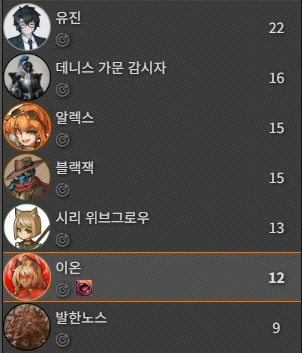 유진
22
데니스 가문 감시자
16
알렉스
15
블랙잭
15
시리 위브그로우
13
이온
12
발한노스
9